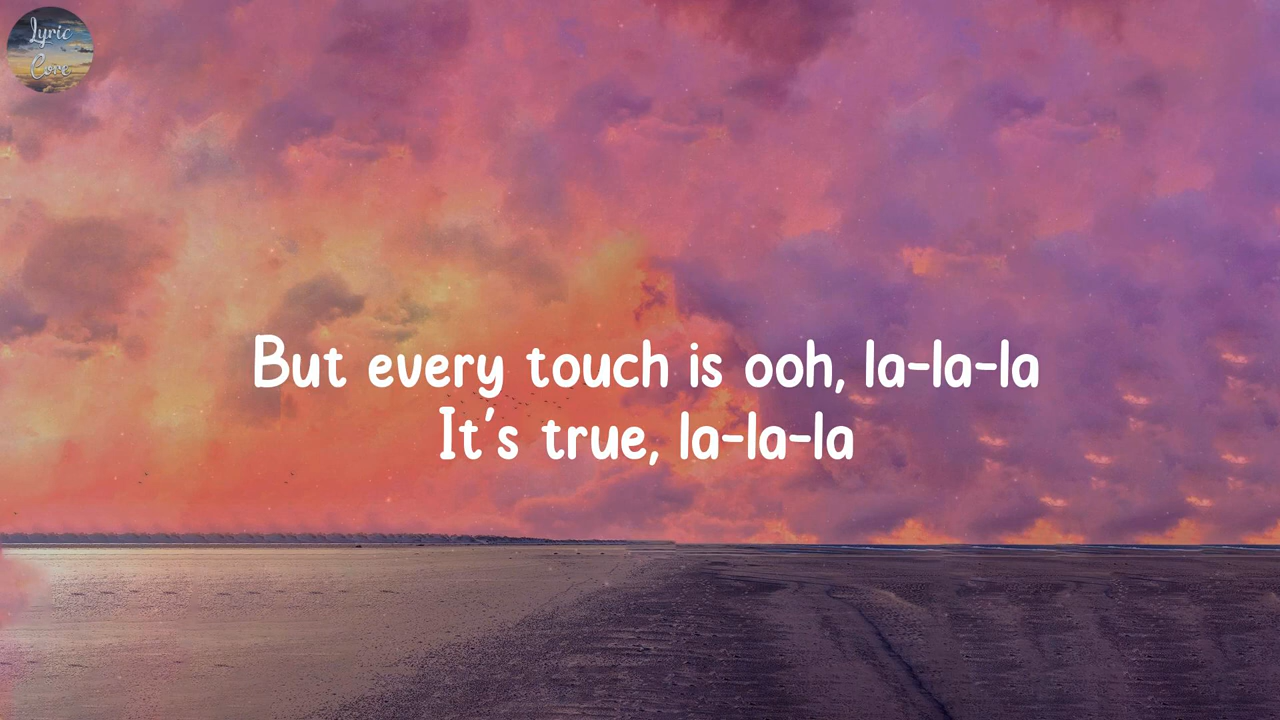 Lyric
Core
But every touch is ooh, la-la-la
It's true, la-la-la